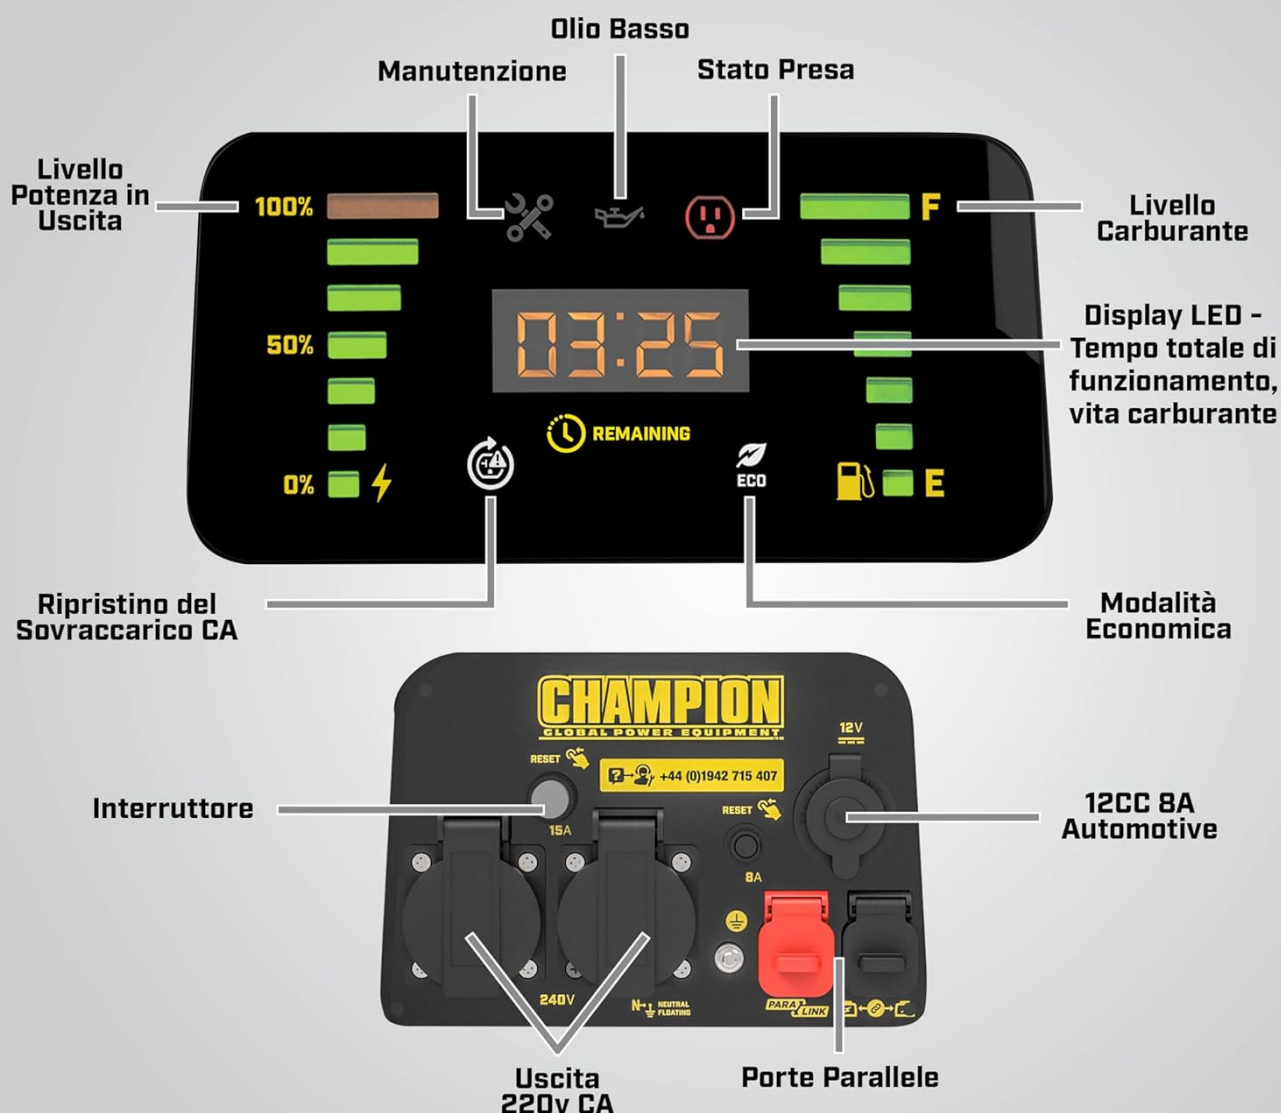 Olio Basso
Manutenzione
Stato Presa
Livello
Potenza in
Uscita
100%
F
Livello
Carburante
50%
03:25
Display LED -
Tempo totale di
funzionamento,
vita carburante
REMAINING
ECO
0%
E
Ripristino del
Sovraccarico CA
Modalità
Economica
CHAMPION
GLOBAL POWER EQUIPMENT
12V
RESET
+44 (0)1942 715 407
RESET
Interruttore
15A
12CC 8A
Automotive
8A
240V
N
NEUTRAL
FLOATING
PARA LINK
Uscita
220v CA
Porte Parallele